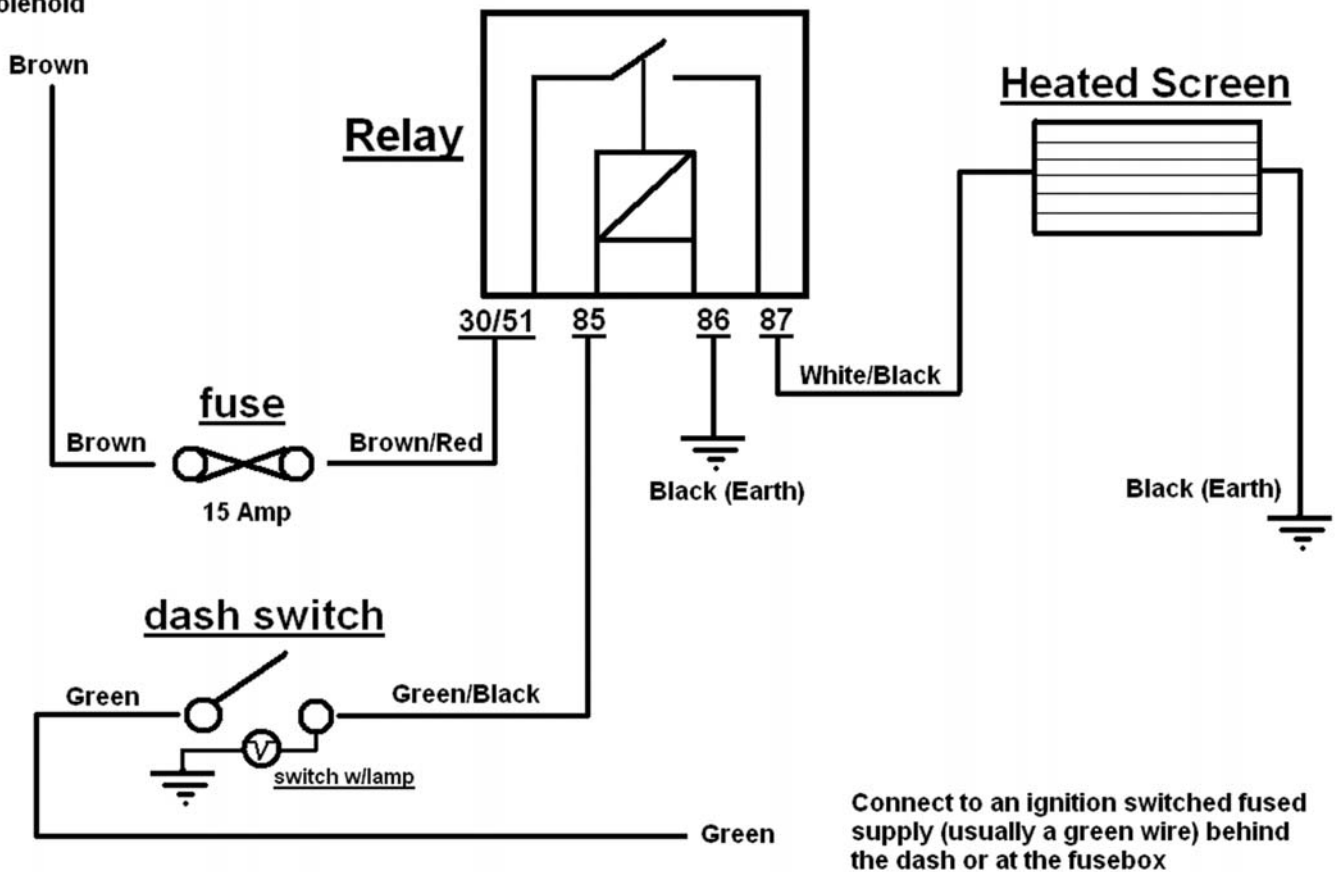 Brown
Relay
Heated Screen
30/51 85 86 87
White/Black
fuse
Brown
Brown/Red
15 Amp
Black (Earth)
Black (Earth)
dash switch
Green
Green/Black
V
switch w/lamp
Green
Connect to an ignition switched fused
supply (usually a green wire) behind
the dash or at the fusebox